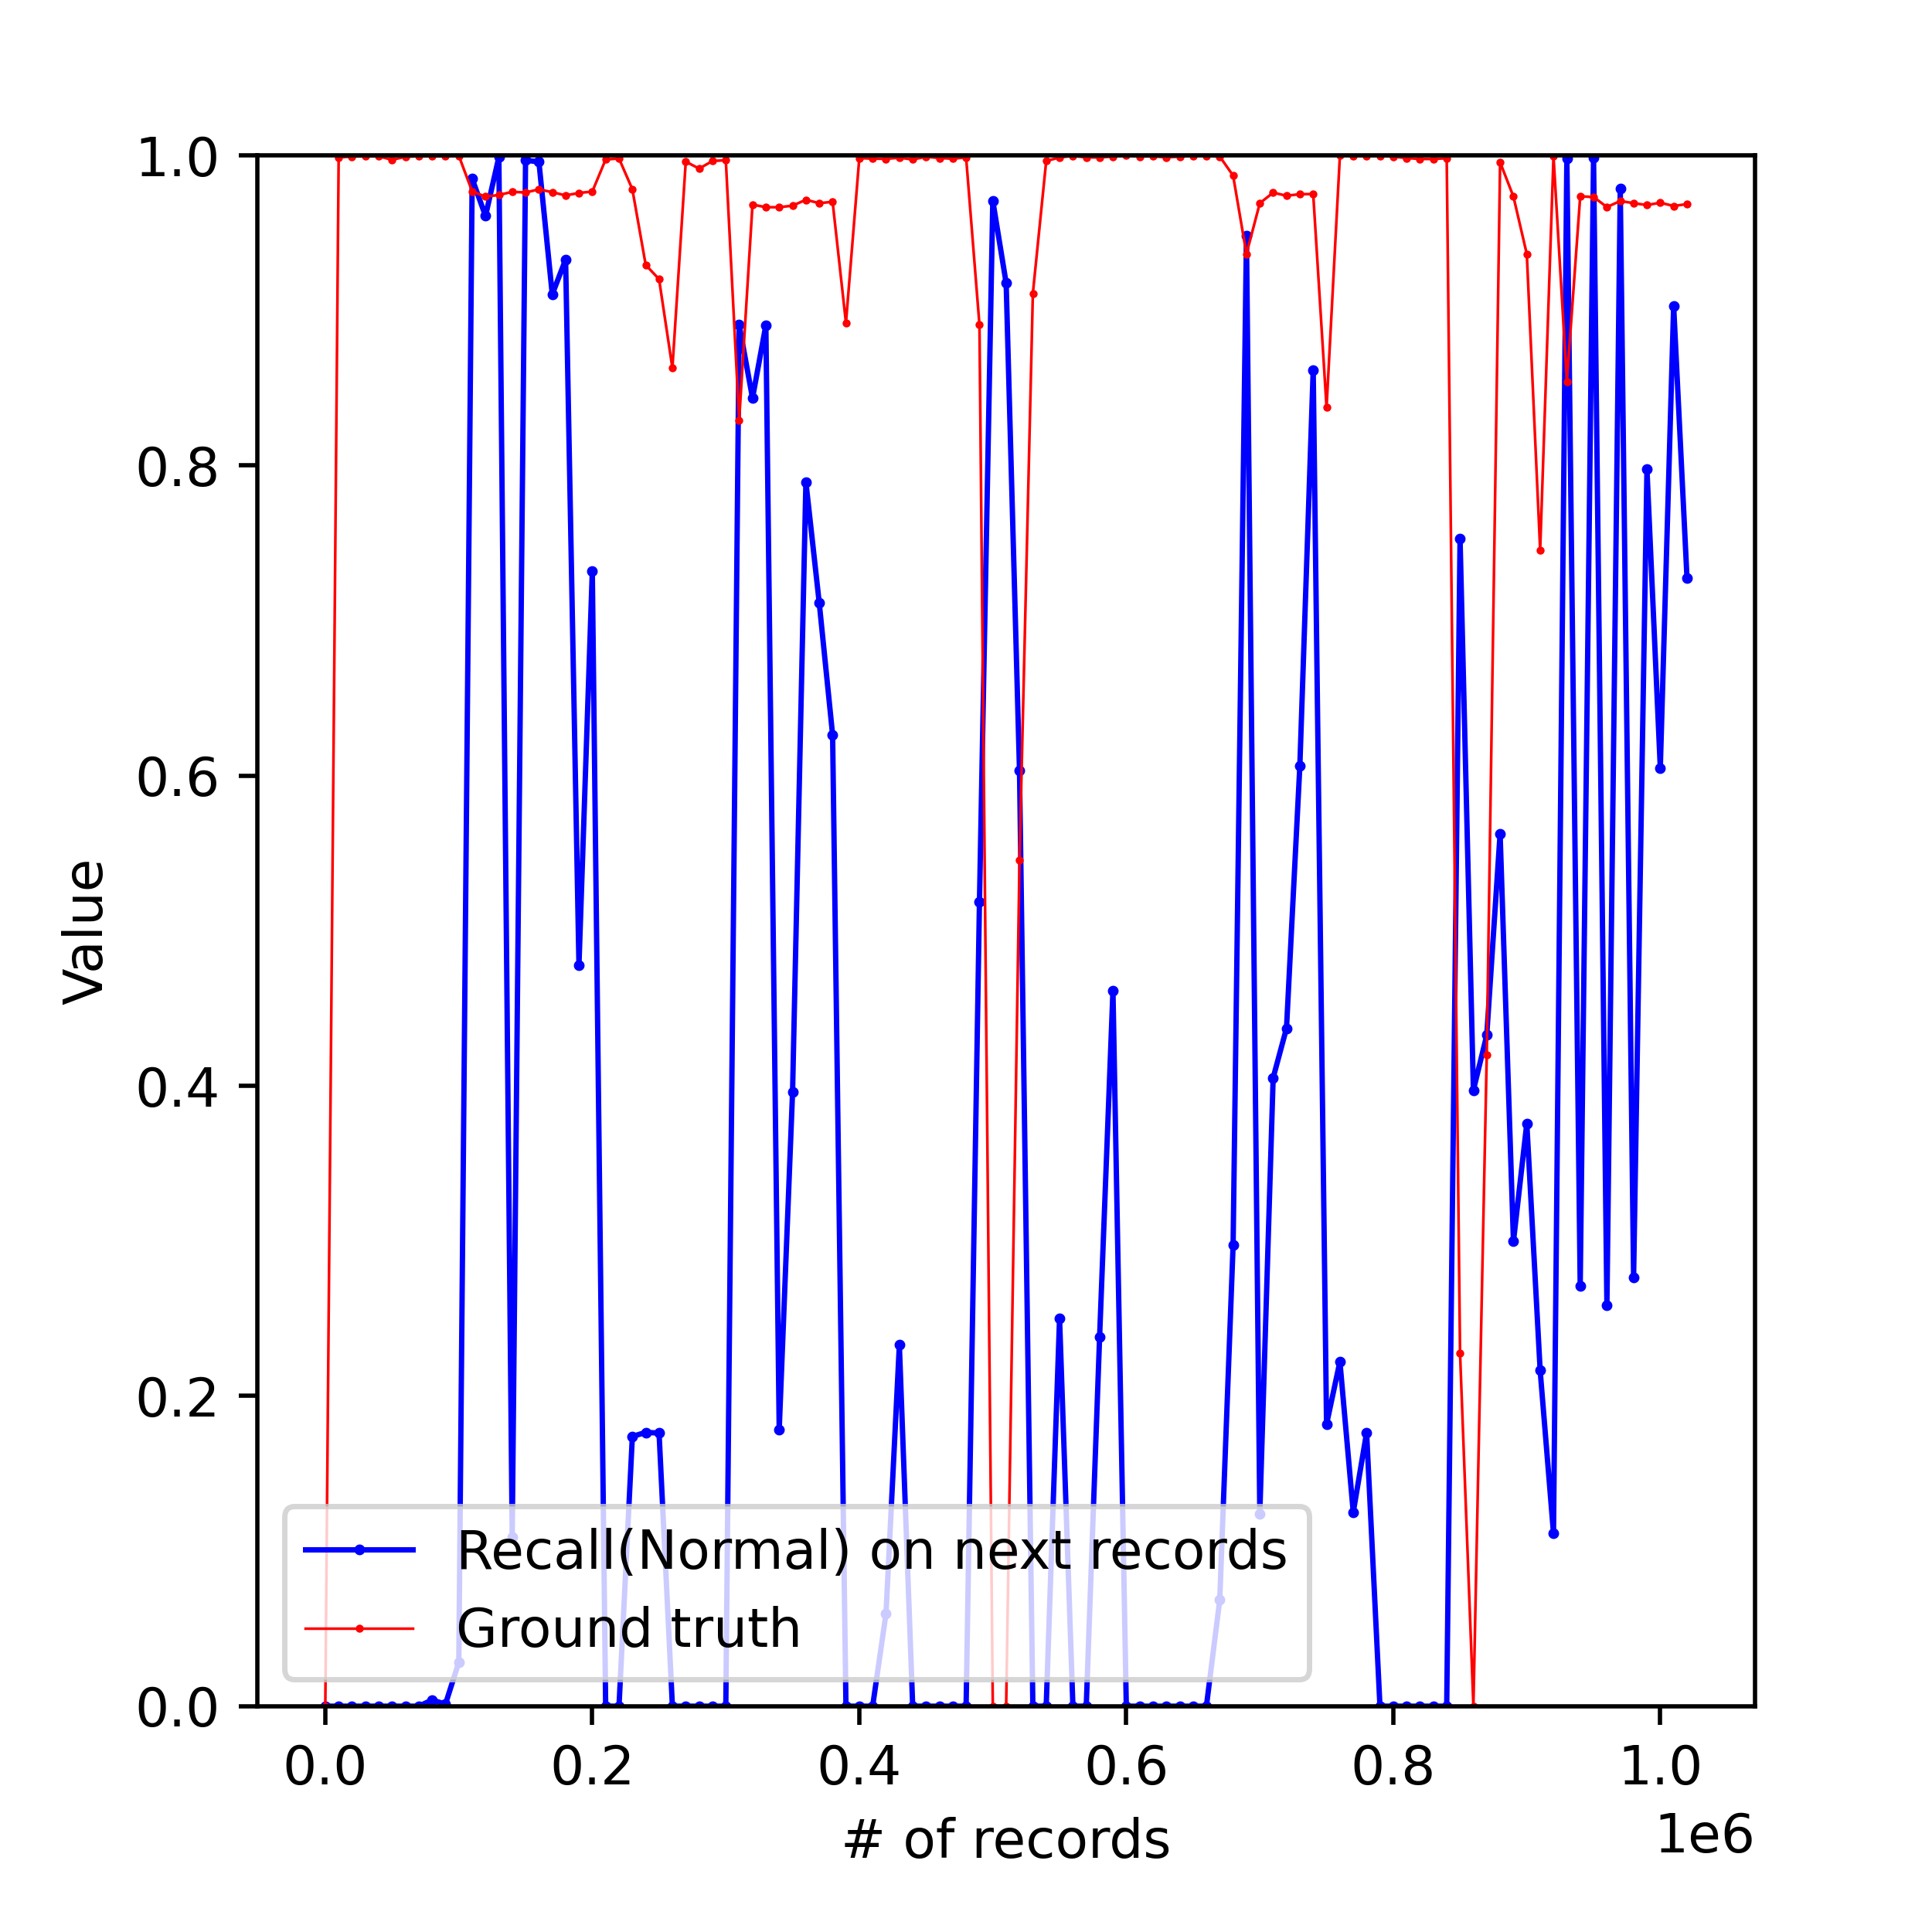 1.0
0.8
0.6
0.4
0.2
0.0
Value
Recall(Normal) on next records
Ground truth
0.0 0.2 0.4 0.6 0.8 1.0
1e6
# of records